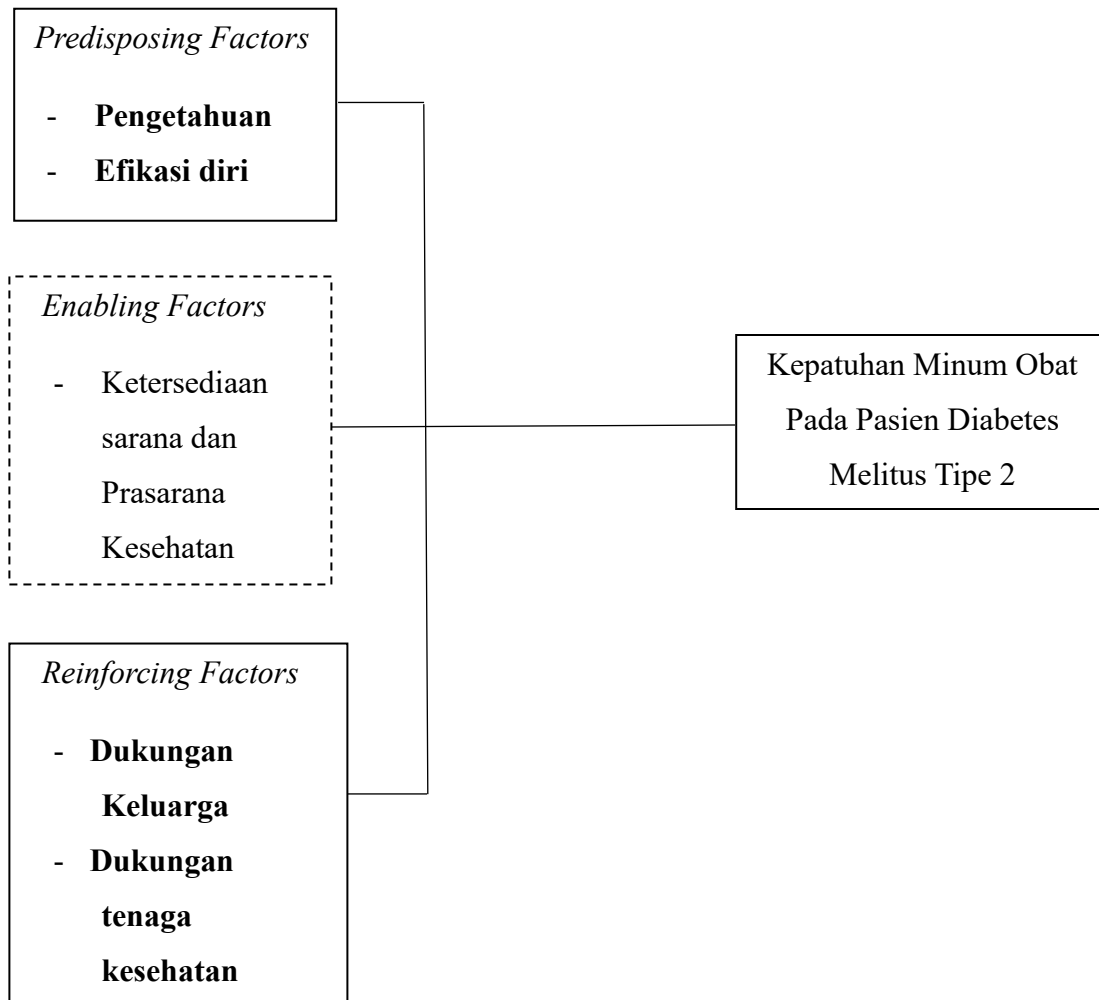 Predisposing Factors
- Pengetahuan
- Efikasi diri
Enabling Factors
- Ketersediaan
sarana dan
Prasarana
Kesehatan
Kepatuhan Minum Obat
Pada Pasien Diabetes
Melitus Tipe 2
Reinforcing Factors
- Dukungan
Keluarga
- Dukungan
tenaga
kesehatan